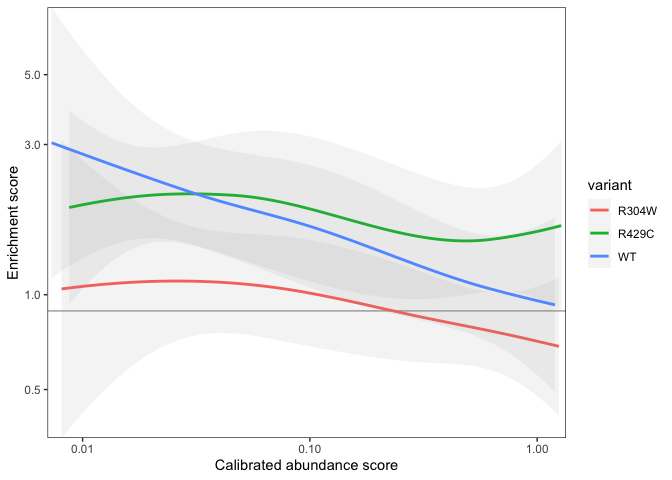 5.0
3.0
1.0
0.5
Enrichment score
0.01
0.10
1.00
Calibrated abundance score
variant
R304W
R429C
WT